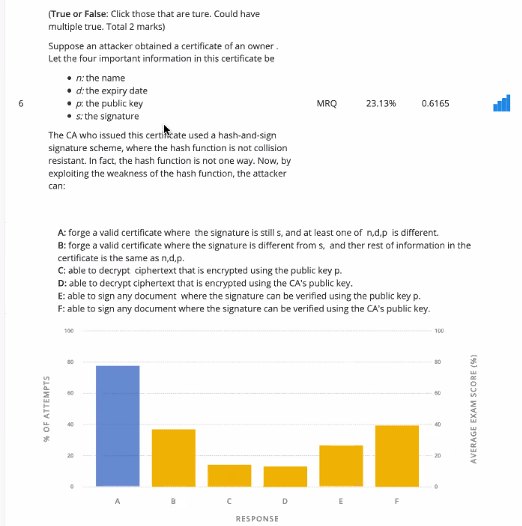 (True or False: Click those that are ture. Could have
multiple true. Total 2 marks)
Suppose an attacker obtained a certificate of an owner .
Let the four important information in this certificate be
• n: the name
• d: the expiry date
6 • p: the public key MRQ 23.13% 0.6165
• s: the signature
The CA who issued this certificate used a hash-and-sign
signature scheme, where the hash function is not collision
resistant. In fact, the hash function is not one way. Now, by
exploiting the weakness of the hash function, the attacker
can:
A: forge a valid certificate where the signature is still s, and at least one of n,d,p is different.
B: forge a valid certificate where the signature is different from s, and ther rest of information in the
certificate is the same as n,d,p.
C: able to decrypt ciphertext that is encrypted using the public key p.
D: able to decrypt ciphertext that is encrypted using the CA's public key.
E: able to sign any document where the signature can be verified using the public key p.
F: able to sign any document where the signature can be verified using the CA's public key.
100 100
80 80
60 60
40 40
20 20
0 0
% OF ATTEMPTS
AVERAGE EXAM SCORE (%)
A B C D E F
RESPONSE